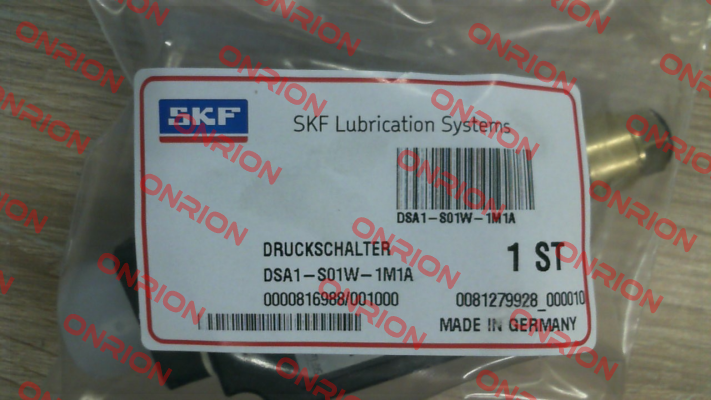 SKF
SKF Lubrication Systems
DSA1-S01W-1M1A
DRUCKSCHALTER
1 ST
DSA1-S01W-1M1A
0000816988/001000
0081279928_000010
MADE IN GERMANY
ONRION